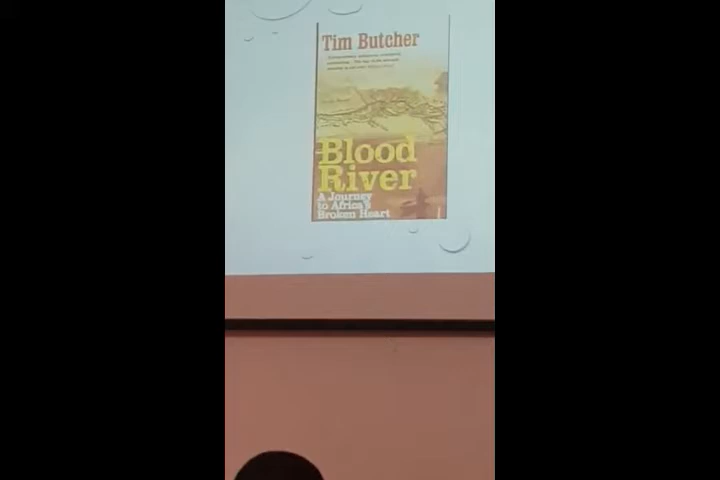 Tim Butcher
Blood
River
A Journey
to Africa's
Broken Heart